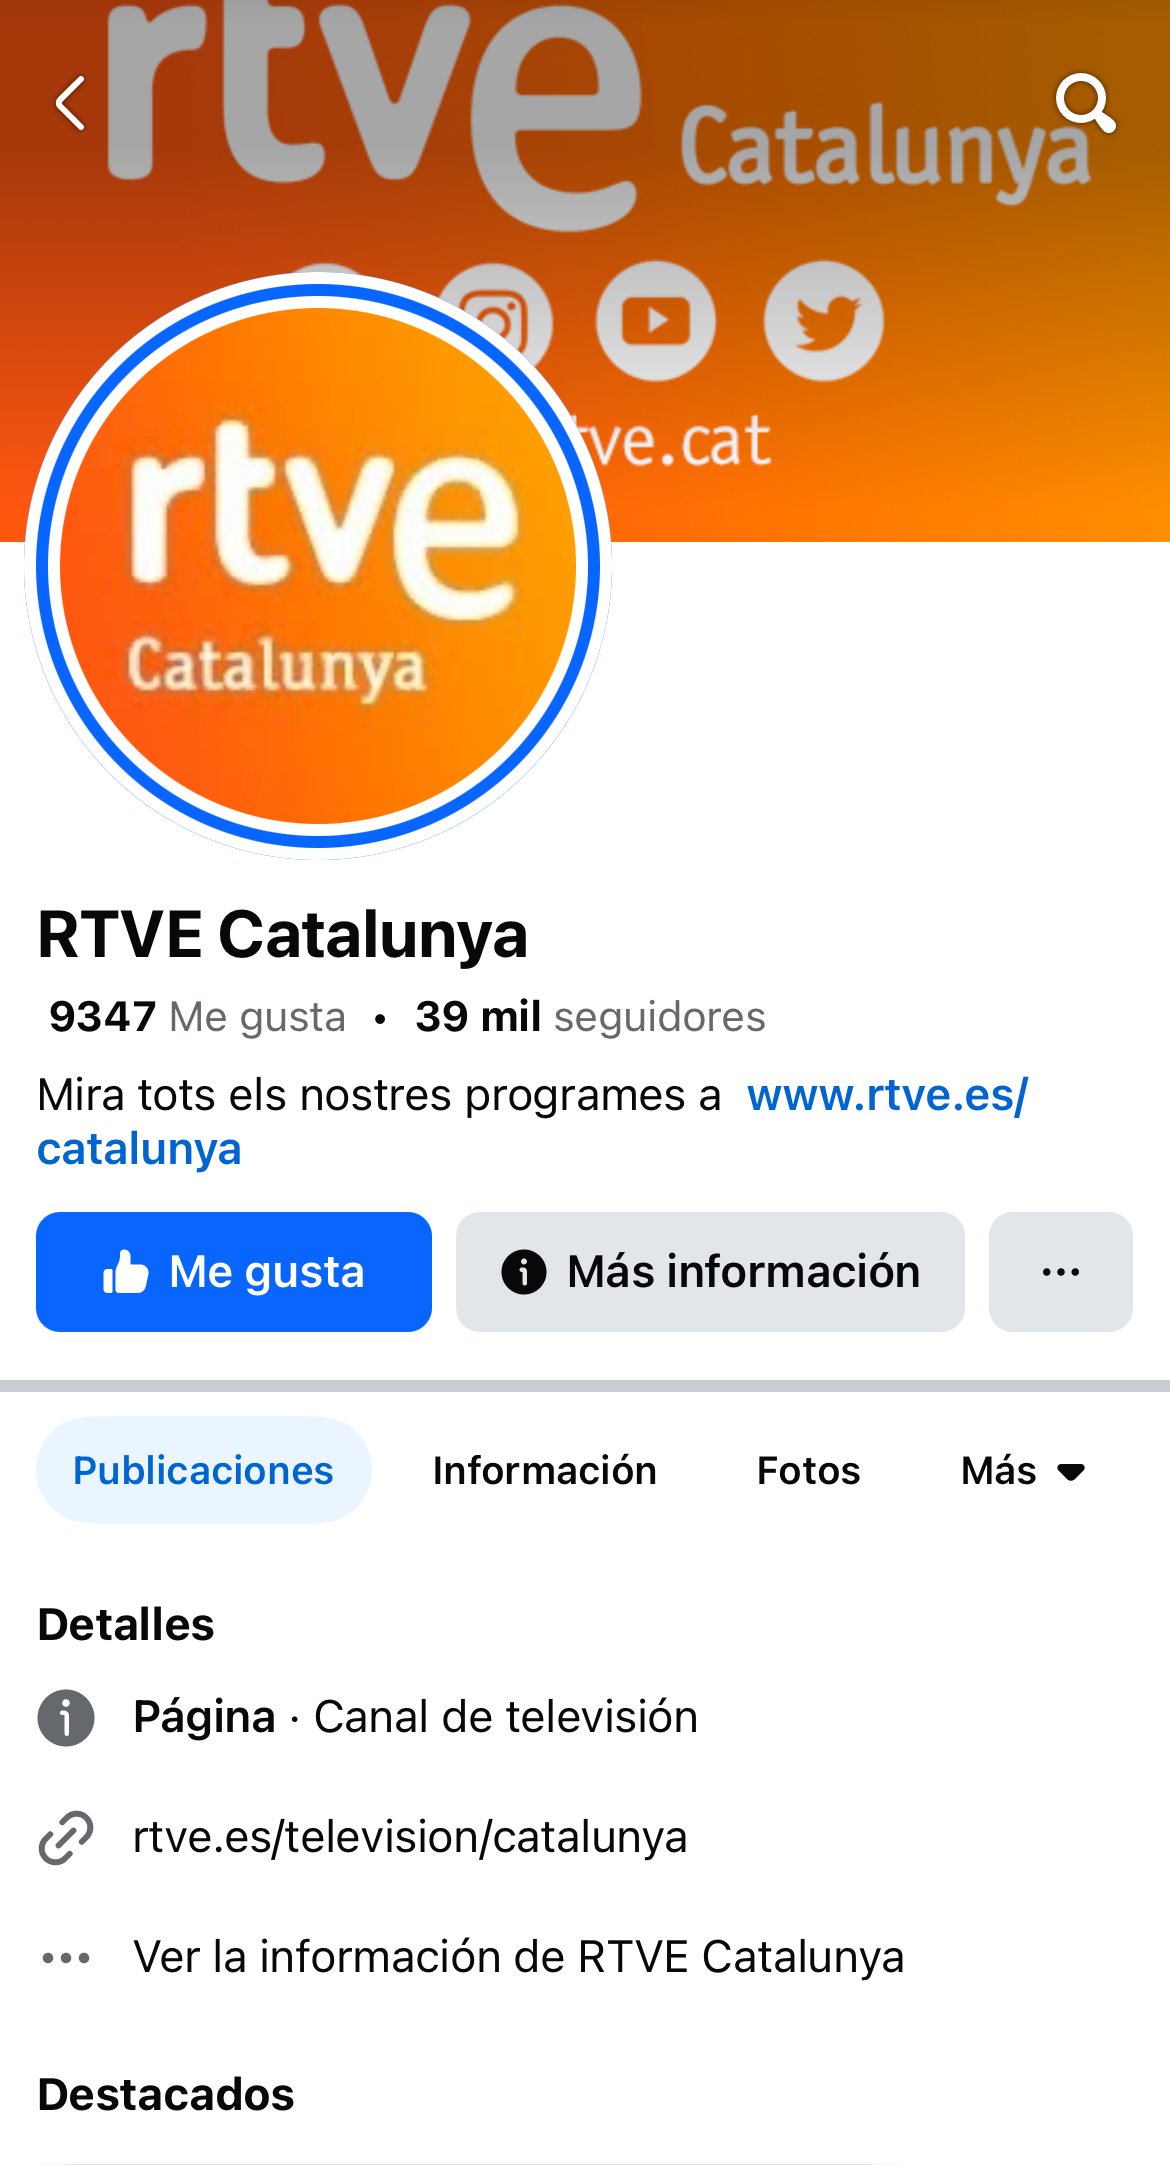 rtve Catalunya
tve.cat
rtve
Catalunya
RTVE Catalunya
9347 Me gusta • 39 mil seguidores
Mira tots els nostres programes a www.rtve.es/
catalunya
Me gusta
Más información
Publicaciones
Información
Fotos
Más
Detalles
Página · Canal de televisión
rtve.es/television/catalunya
Ver la información de RTVE Catalunya
Destacados